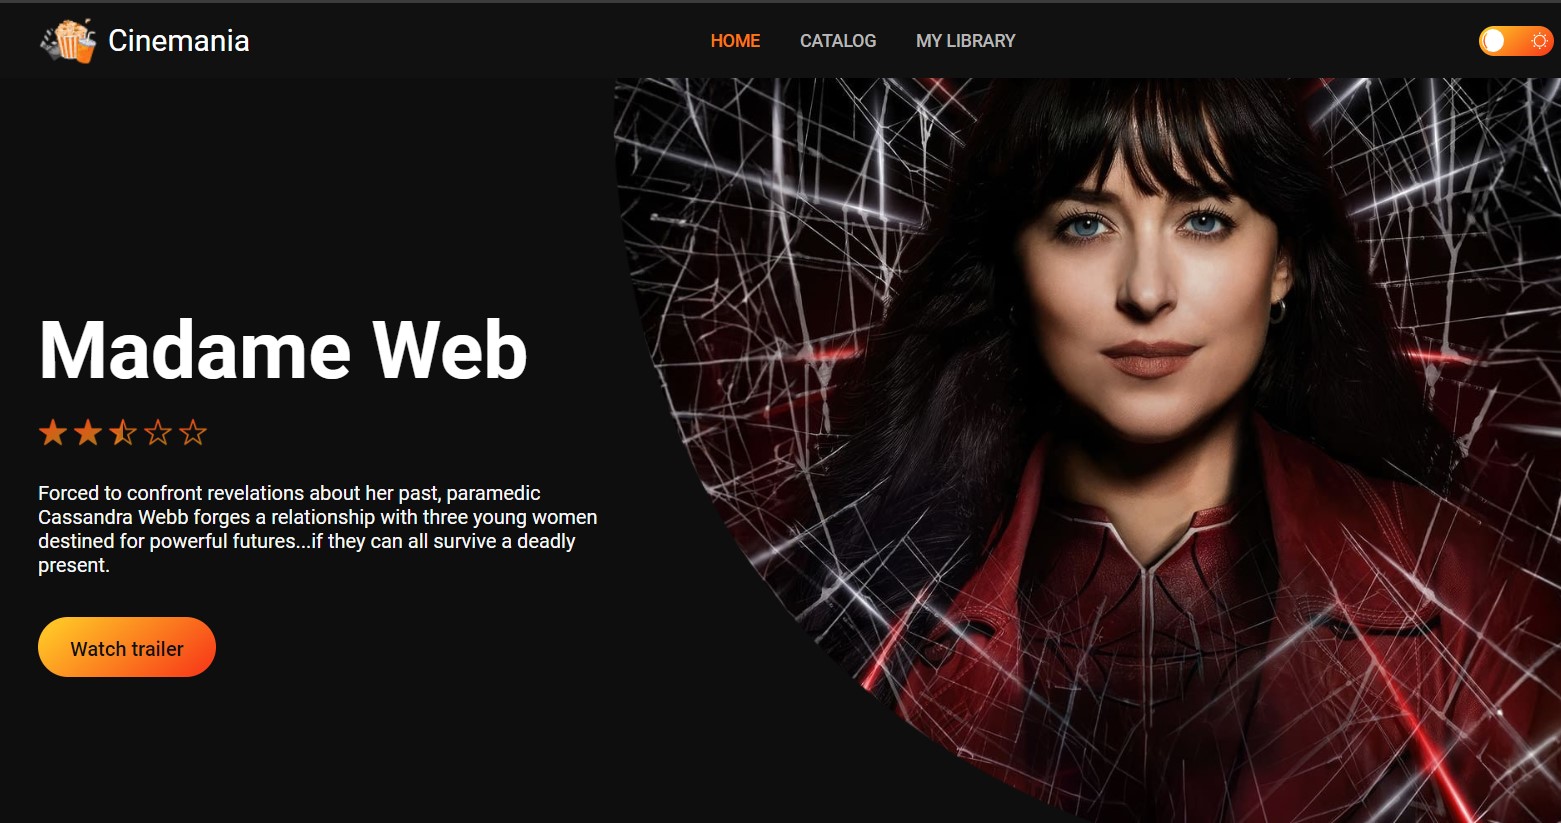 Cinemania
HOME
CATALOG
MY LIBRARY
Madame Web
Forced to confront revelations about her past, paramedic
Cassandra Webb forges a relationship with three young women
destined for powerful futures...if they can all survive a deadly
present.
Watch trailer